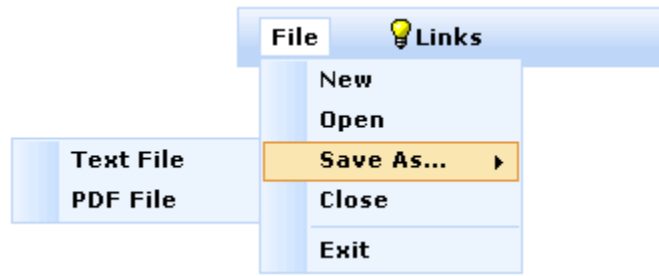 File Links
New
Open
Save As...
Text File
PDF File
Close
Exit